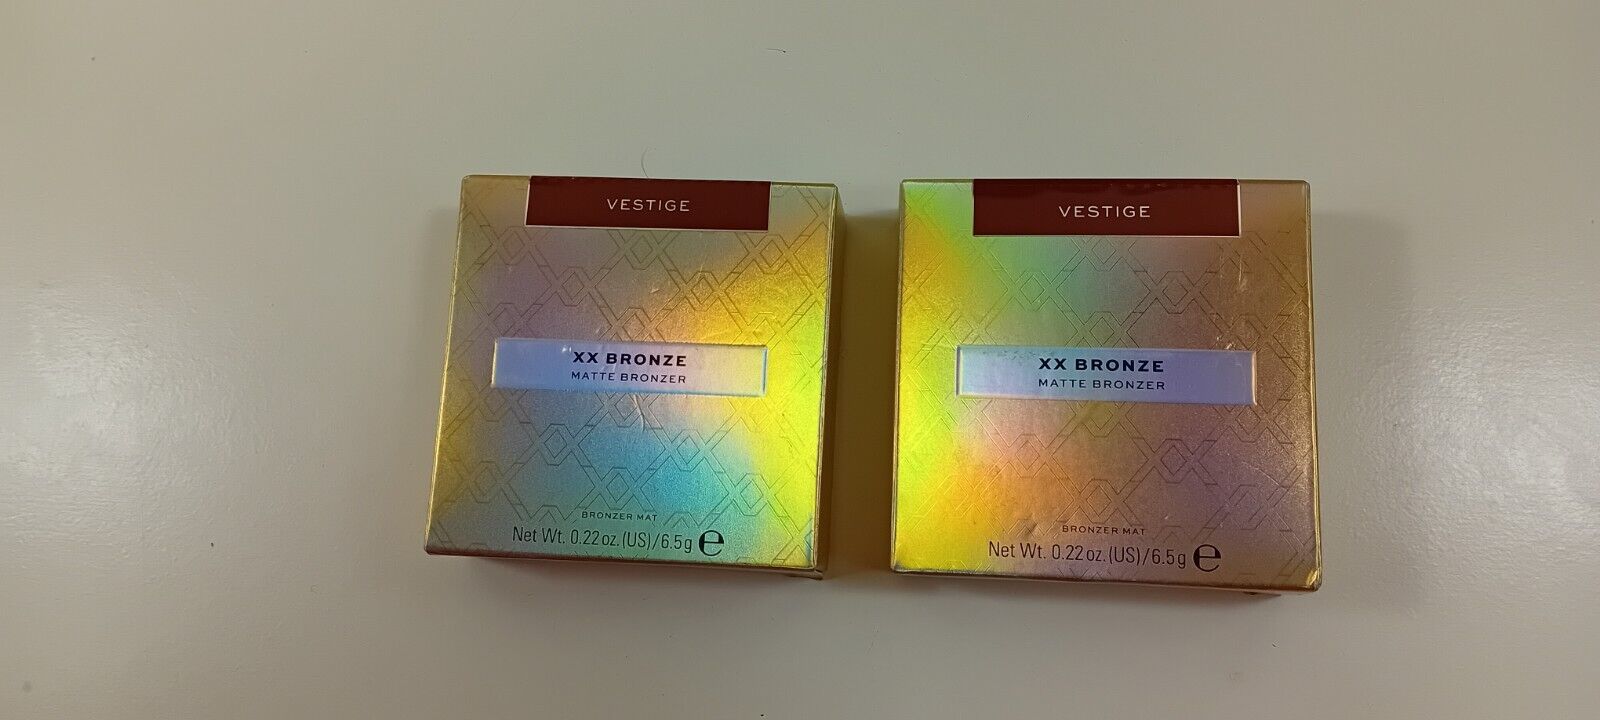 VESTIGE
XX BRONZE
MATTE BRONZER
BRONZER MAT
Net Wt. 0.22 oz. (US)/6.5g e
VESTIGE
XX BRONZE
MATTE BRONZER
BRONZER MAT
Net Wt. 0.22 oz. (US)/6.5g e